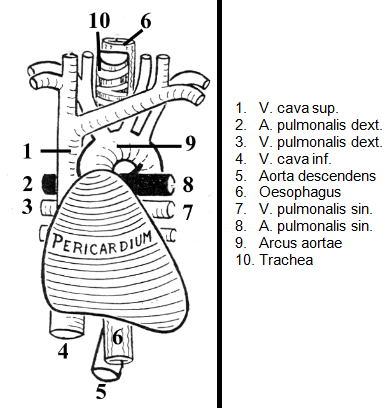 10
6
1
9
2
8
3
7
PERICARDIUM
4
6
5
1. V. cava sup.
2. A. pulmonalis dext.
3. V. pulmonalis dext.
4. V. cava inf.
5. Aorta descendens
6. Oesophagus
7. V. pulmonalis sin.
8. A. pulmonalis sin.
9. Arcus aortae
10. Trachea